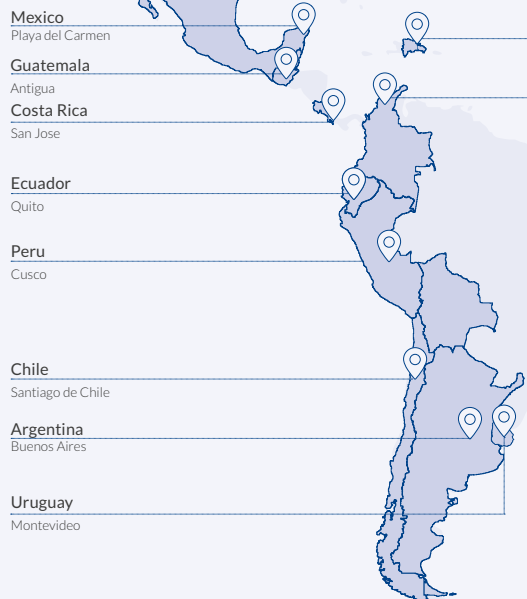 Mexico
Playa del Carmen
Guatemala
Antigua
Costa Rica
San Jose
Ecuador
Quito
Peru
Cusco
Chile
Santiago de Chile
Argentina
Buenos Aires
Uruguay
Montevideo